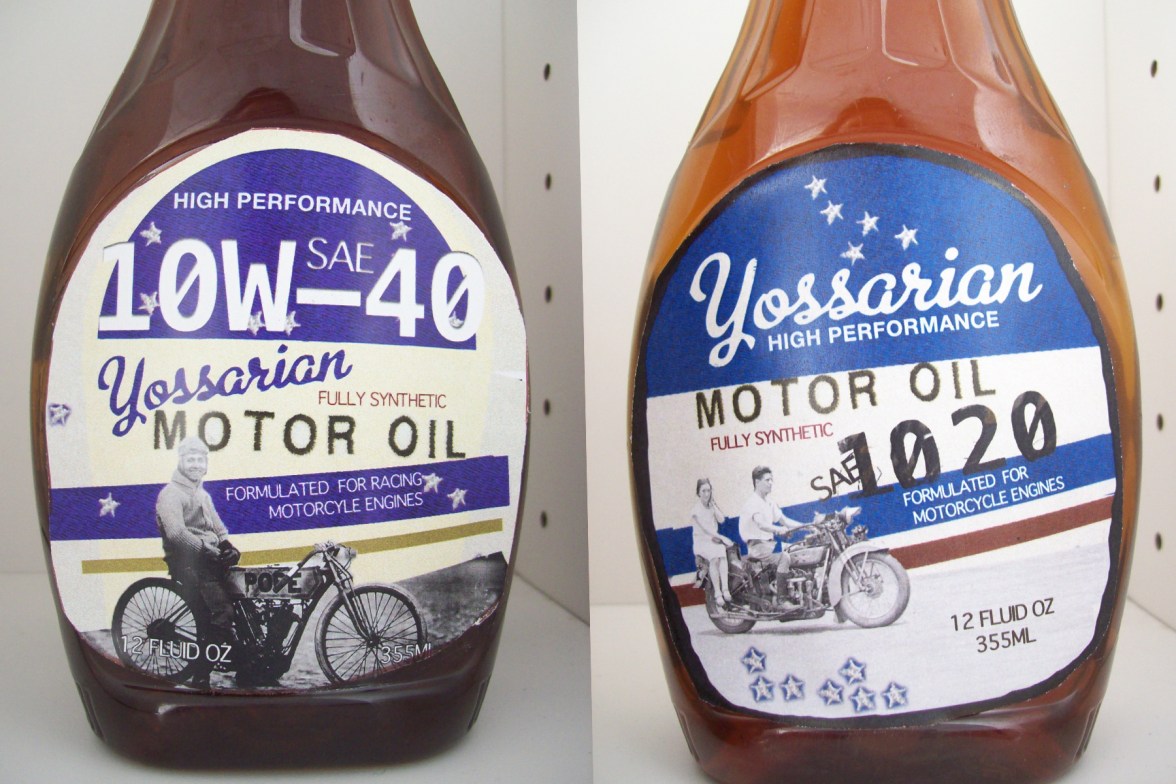 HIGH PERFORMANCE
SAE
10W-40
Yossarian
FULLY SYNTHETIC
MOTOR OIL
FORMULATED FOR RACING
MOTORCYLE ENGINES
POPE
12 FLUID OZ
355ML
Yossarian
HIGH PERFORMANCE
MOTOR OIL
FULLY SYNTHETIC
SAE 1020
FORMULATED FOR
MOTORCYCLE ENGINES
12 FLUID OZ
355ML